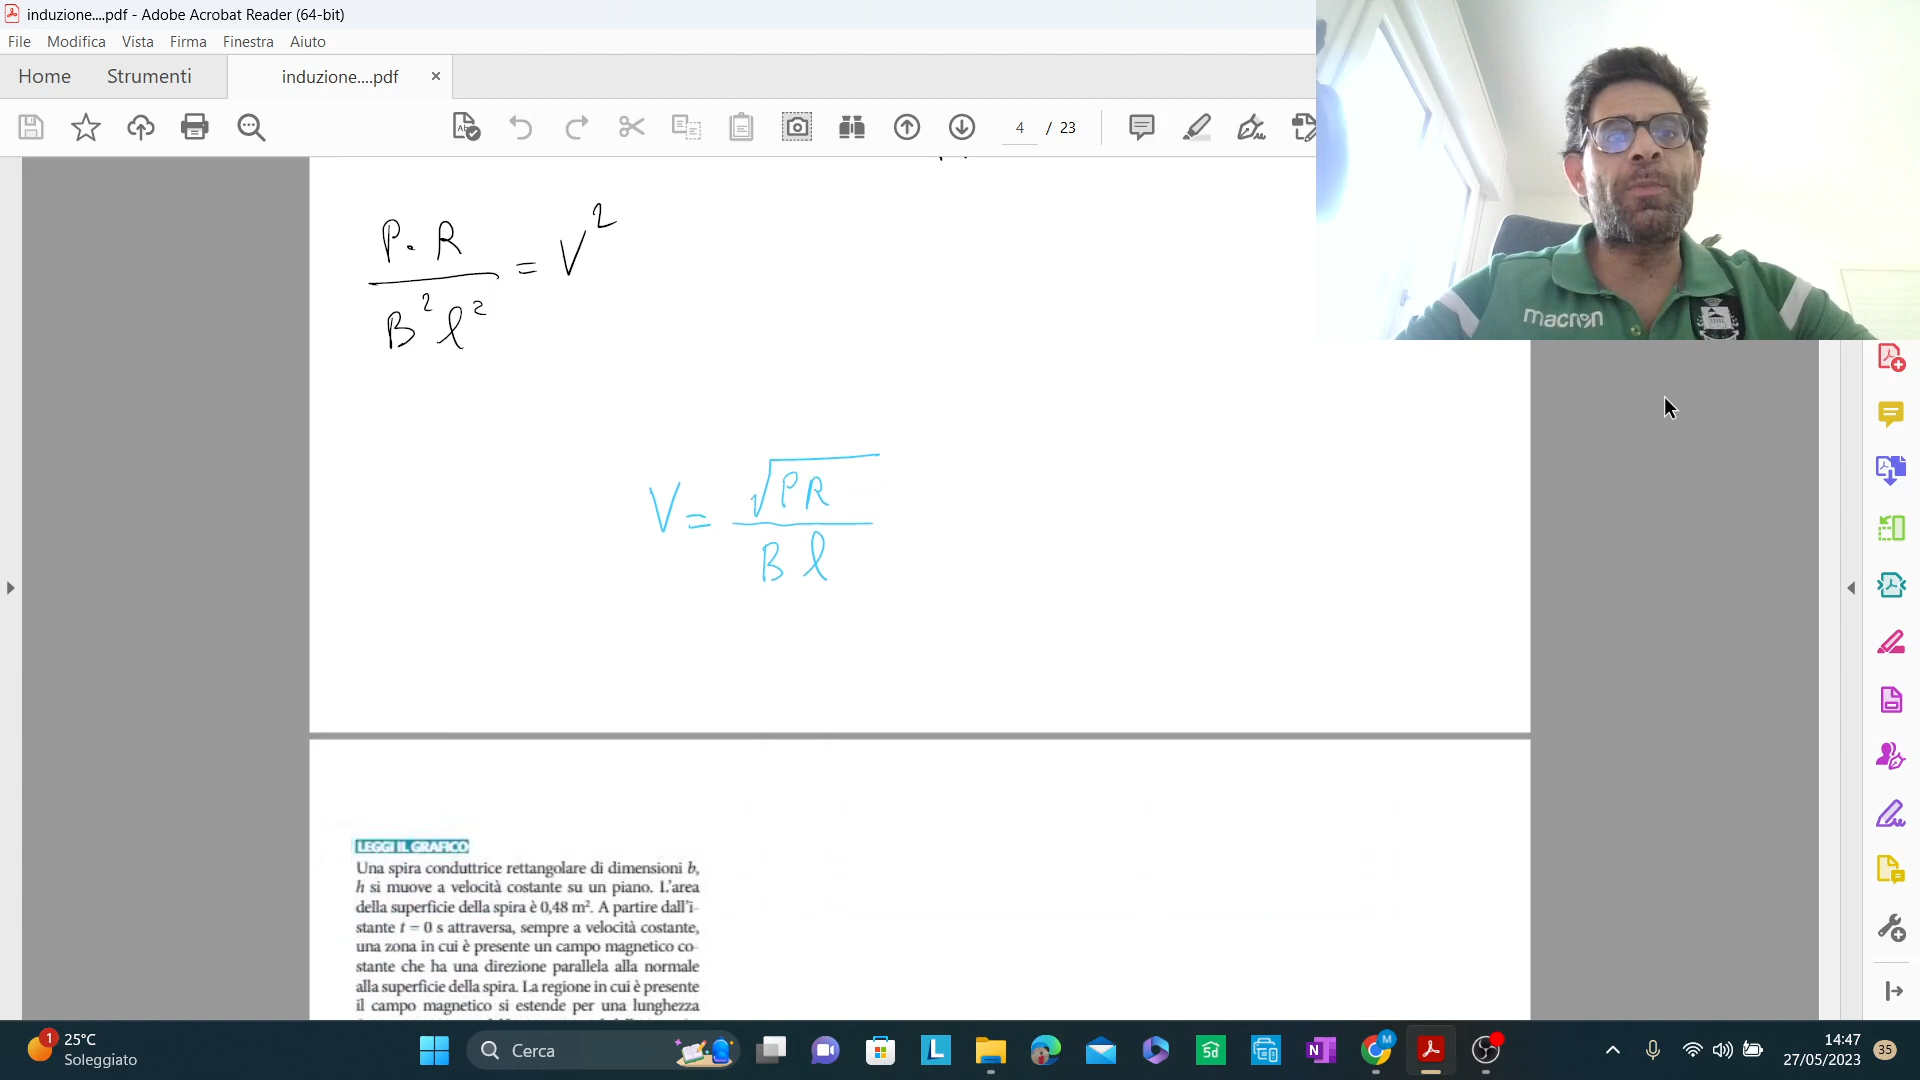 induzione....pdf - Adobe Acrobat Reader (64-bit)
File Modifica Vista Firma Finestra Aiuto
Home Strumenti induzione....pdf ×
4 / 23
P. R
B² l²
= V²
V = √PR
B l
macron
LEGGI IL GRAFICO
Una spira conduttrice rettangolare di dimensioni b,
h si muove a velocità costante su un piano. L'area
della superficie della spira è 0,48 m². A partire dall'i-
stante t = 0 s attraversa, sempre a velocità costante,
una zona in cui è presente un campo magnetico co-
stante che ha una direzione parallela alla normale
alla superficie della spira. La regione in cui è presente
il campo magnetico si estende per una lunghezza
1 25°C
Soleggiato
Cerca
14:47
27/05/2023
35